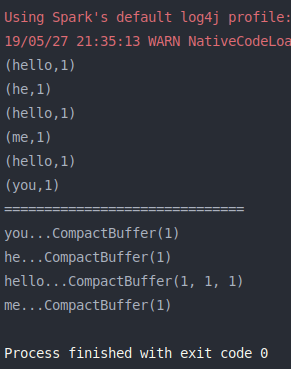 Using Spark's default log4j profile:
19/05/27 21:35:13 WARN NativeCodeLoa
(hello,1)
(he,1)
(hello,1)
(me,1)
(hello,1)
(you,1)
==============================
you...CompactBuffer(1)
he...CompactBuffer(1)
hello...CompactBuffer(1, 1, 1)
me...CompactBuffer(1)
Process finished with exit code 0